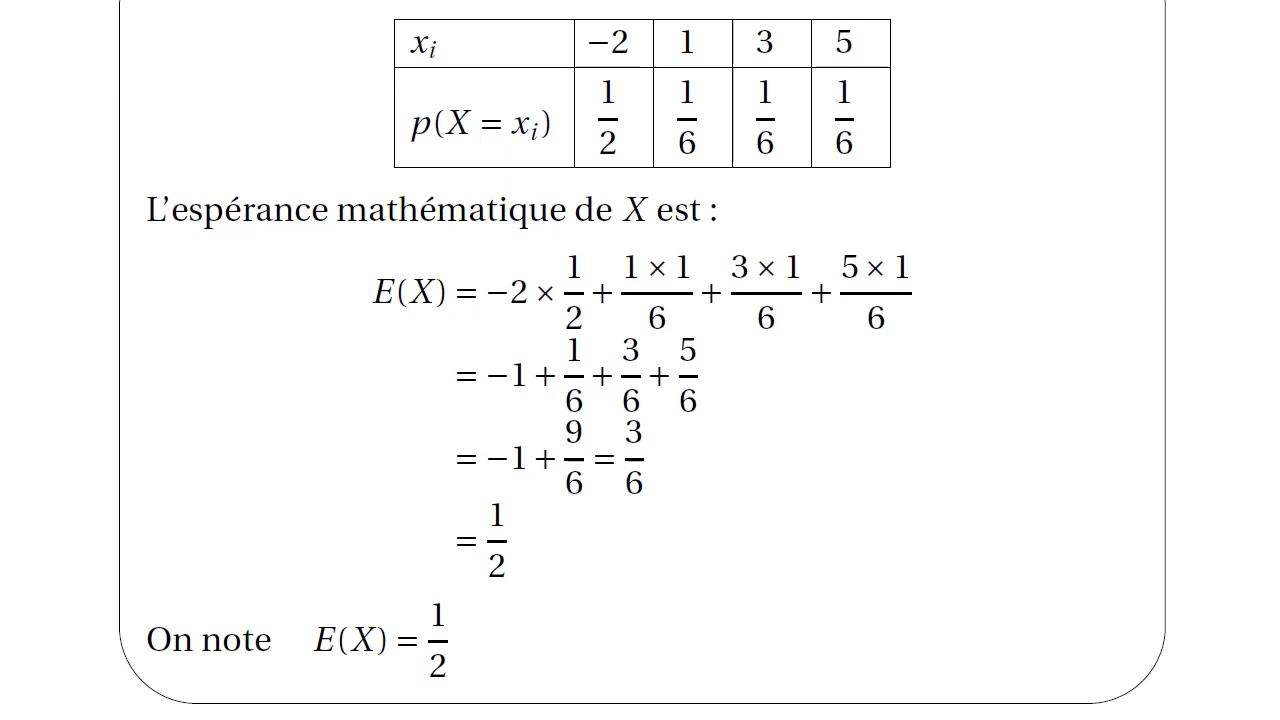 x_i −2 1 3 5
p(X = x_i) 1/2 1/6 1/6 1/6
L'espérance mathématique de X est :
E(X) = −2 × 1/2 + (1 × 1)/6 + (3 × 1)/6 + (5 × 1)/6
= −1 + 1/6 + 3/6 + 5/6
= −1 + 9/6 = 3/6
= 1/2
On note E(X) = 1/2